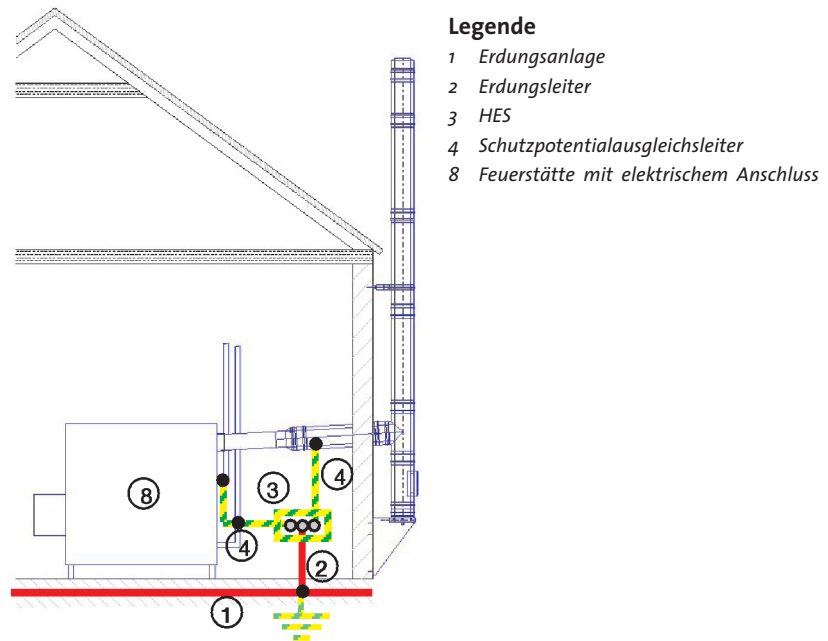 Legende
1 Erdungsanlage
2 Erdungsleiter
3 HES
4 Schutzpotentialausgleichsleiter
8 Feuerstätte mit elektrischem Anschluss
8
3
4
4
2
1